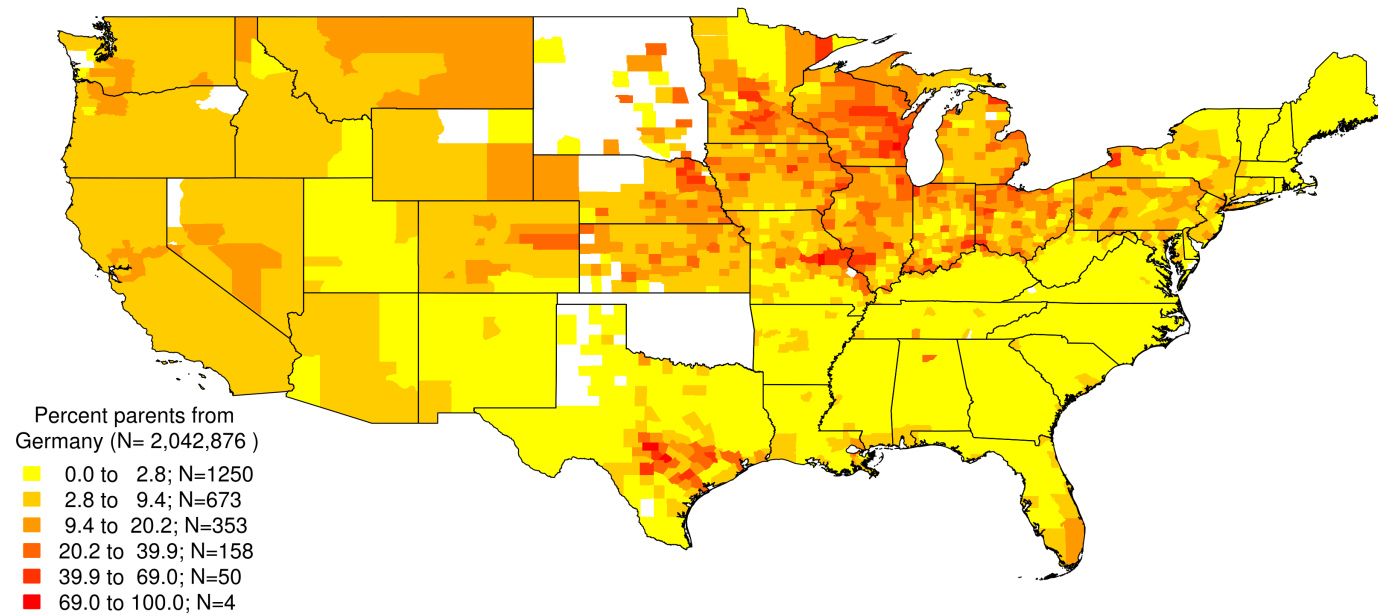 Percent parents from
Germany (N= 2,042,876 )
0.0 to 2.8; N=1250
2.8 to 9.4; N=673
9.4 to 20.2; N=353
20.2 to 39.9; N=158
39.9 to 69.0; N=50
69.0 to 100.0; N=4